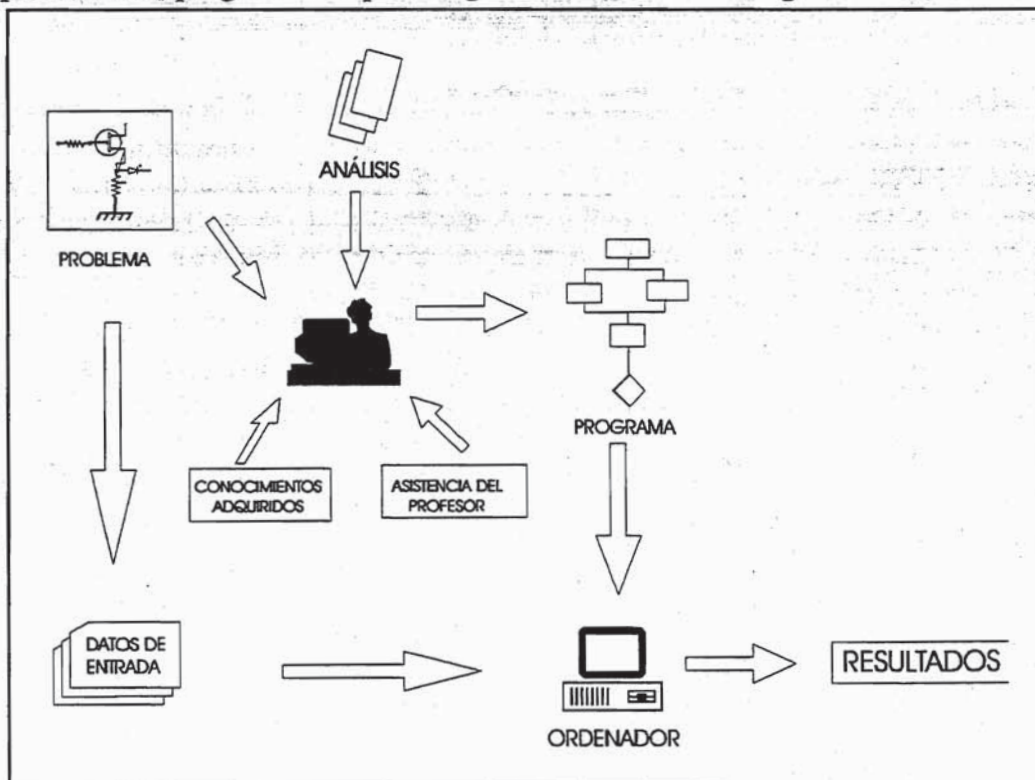 ANÁLISIS
PROBLEMA
PROGRAMA
CONOCIMIENTOS
ADQUIRIDOS
ASISTENCIA DEL
PROFESOR
DATOS DE
ENTRADA
RESULTADOS
ORDENADOR